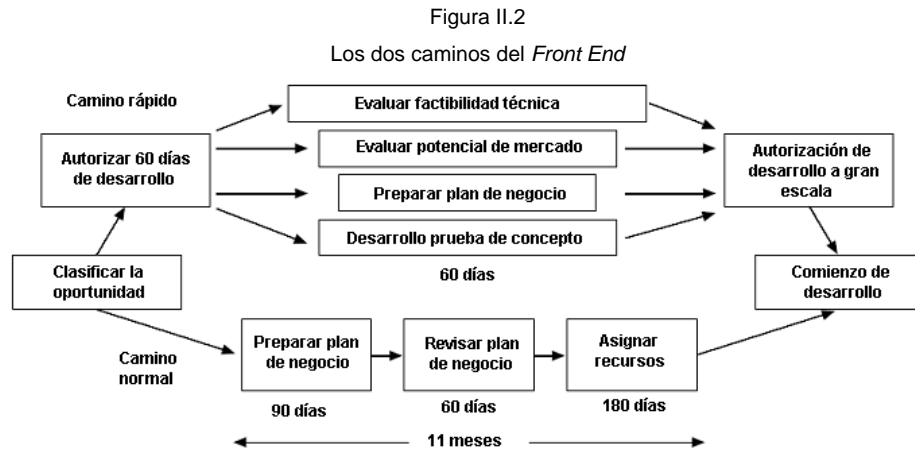 Figura II.2
Los dos caminos del Front End
Camino rápido
Autorizar 60 días
de desarrollo
Evaluar factibilidad técnica
Evaluar potencial de mercado
Preparar plan de negocio
Desarrollo prueba de concepto
60 días
Autorización de
desarrollo a gran
escala
Clasificar la
oportunidad
Comienzo de
desarrollo
Camino
normal
Preparar plan
de negocio
90 días
Revisar plan
de negocio
60 días
Asignar
recursos
180 días
11 meses